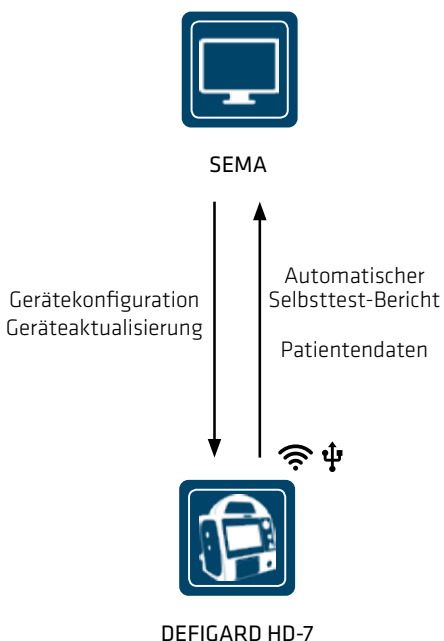 SEMA
Gerätekonfiguration
Geräteaktualisierung
Automatischer
Selbsttest-Bericht
Patientendaten
DEFIGARD HD-7